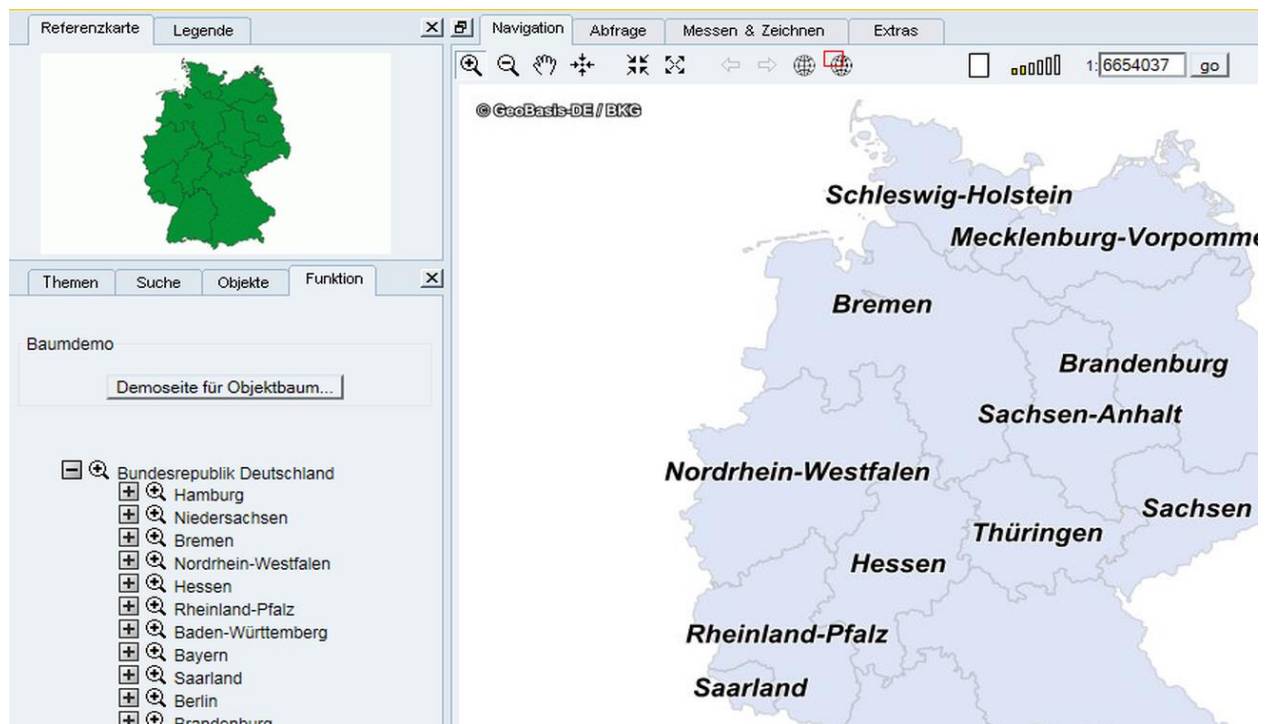 Referenzkarte Legende
Navigation Abfrage Messen & Zeichnen Extras
1: 6654037 go
© GeoBasis-DE / BKG
Schleswig-Holstein
Mecklenburg-Vorpomme
Bremen
Brandenburg
Sachsen-Anhalt
Nordrhein-Westfalen
Sachsen
Thüringen
Hessen
Rheinland-Pfalz
Saarland
Themen Suche Objekte Funktion
Baumdemo
Demoseite für Objektbaum...
Bundesrepublik Deutschland
Hamburg
Niedersachsen
Bremen
Nordrhein-Westfalen
Hessen
Rheinland-Pfalz
Baden-Württemberg
Bayern
Saarland
Berlin
Brandenburg